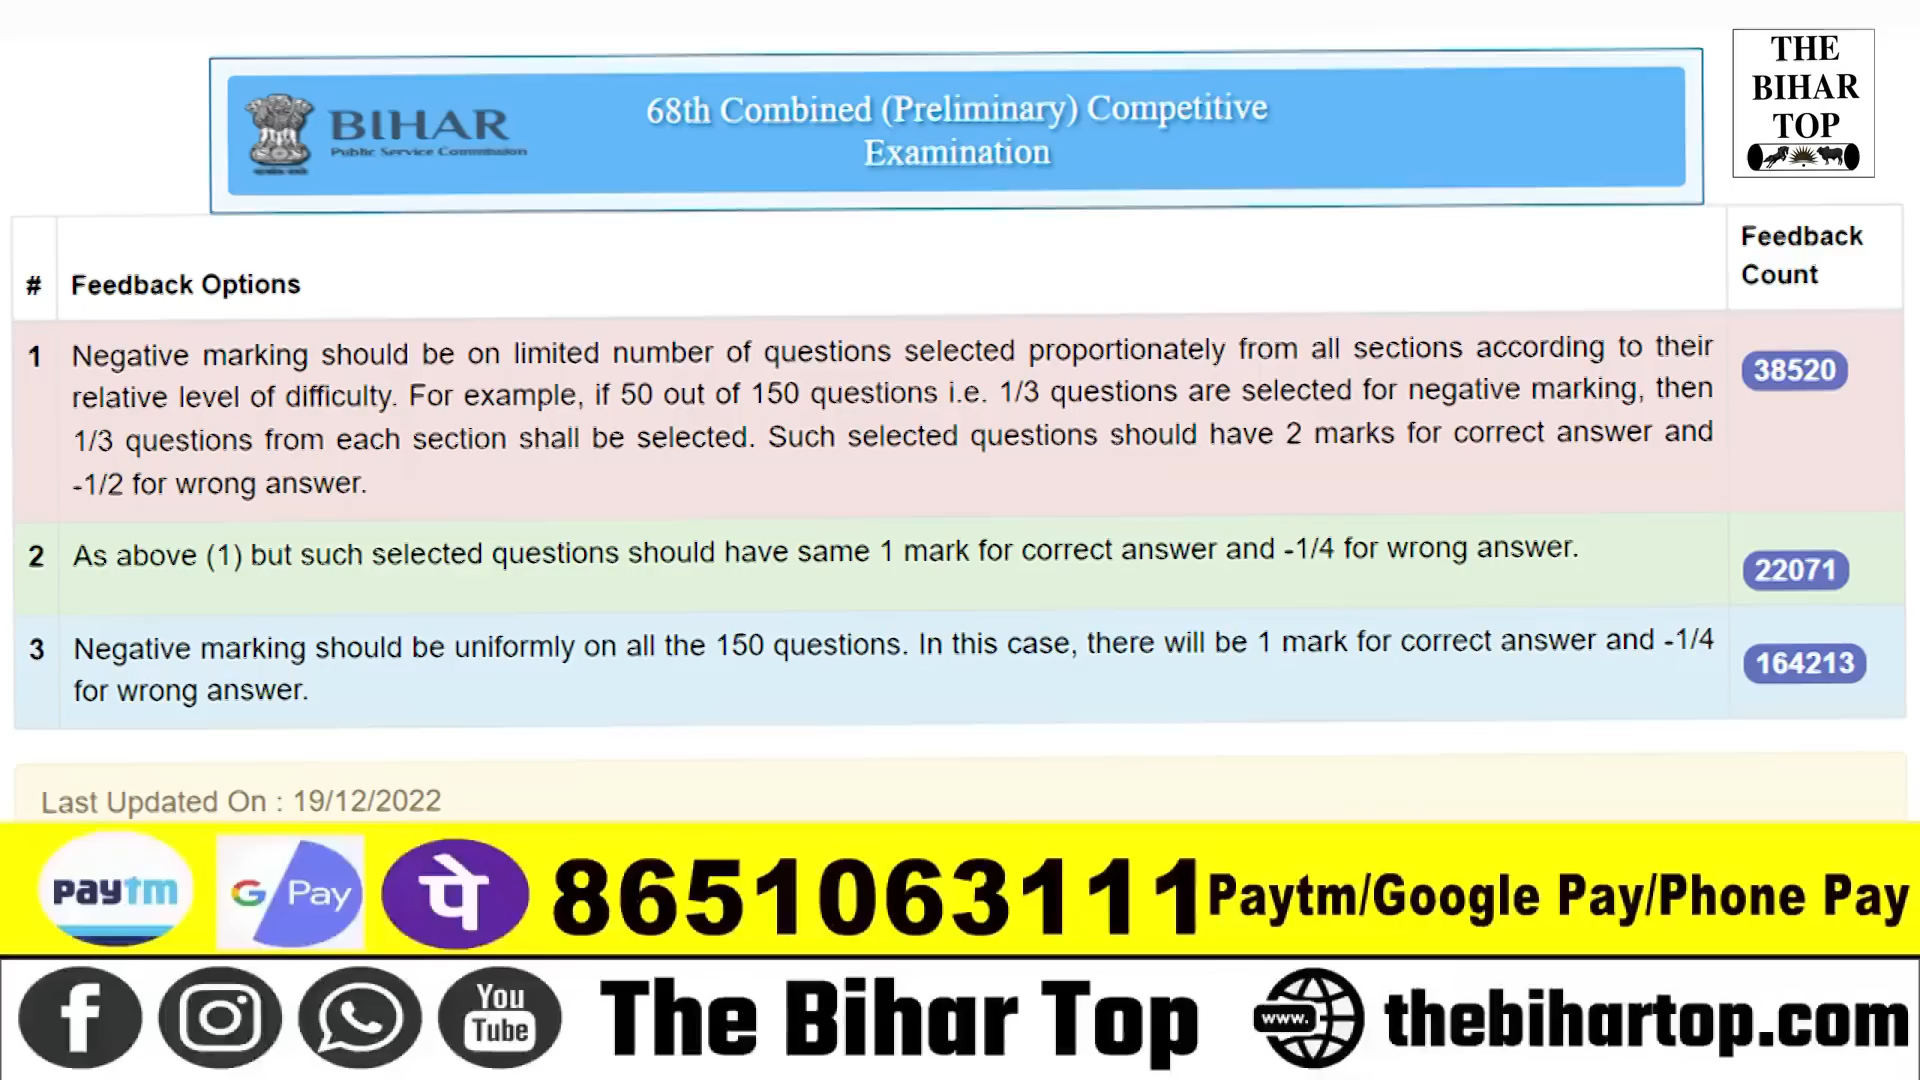 THE
BIHAR
TOP
BIHAR
Public Service Commission
68th Combined (Preliminary) Competitive
Examination
# Feedback Options Feedback Count
1 Negative marking should be on limited number of questions selected proportionately from all sections according to their 38520
relative level of difficulty. For example, if 50 out of 150 questions i.e. 1/3 questions are selected for negative marking, then
1/3 questions from each section shall be selected. Such selected questions should have 2 marks for correct answer and
-1/2 for wrong answer.
2 As above (1) but such selected questions should have same 1 mark for correct answer and -1/4 for wrong answer. 22071
3 Negative marking should be uniformly on all the 150 questions. In this case, there will be 1 mark for correct answer and -1/4 164213
for wrong answer.
Last Updated On : 19/12/2022
paytm G Pay पे 8651063111 Paytm/Google Pay/Phone Pay
f You Tube The Bihar Top www. thebihartop.com